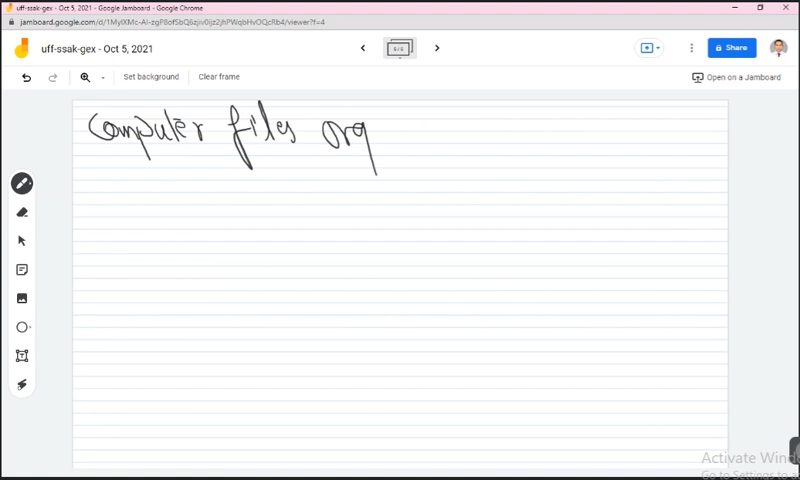 uff-ssak-gex - Oct 5, 2021 - Google Jamboard - Google Chrome
uff-ssak-gex - Oct 5, 2021
Share
Set background
Clear frame
Open on a Jamboard
Computer files org
Activate Wind